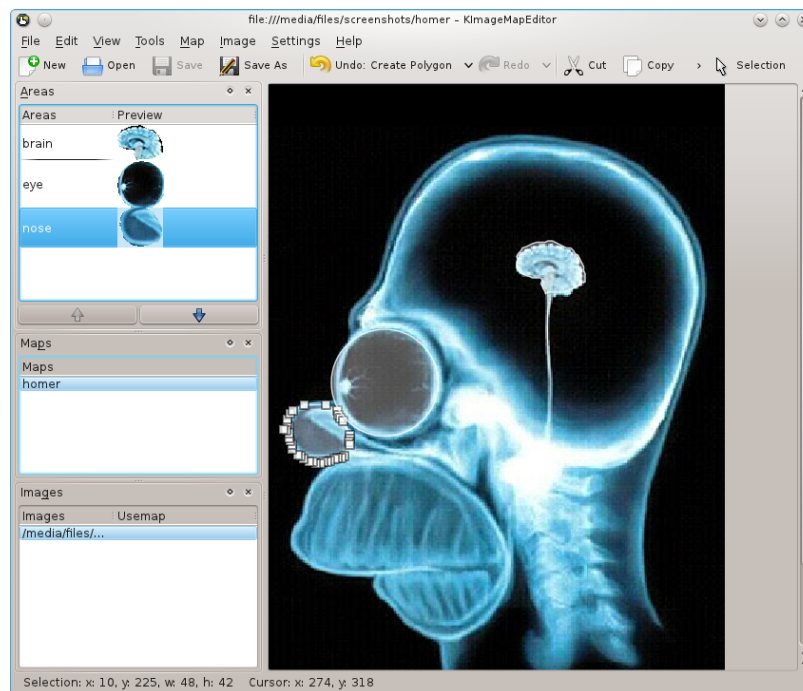 file:///media/files/screenshots/homer – KImageMapEditor
File Edit View Tools Map Image Settings Help
New Open Save Save As Undo: Create Polygon Redo Cut Copy Selection
Areas
Areas Preview
brain
eye
nose
Maps
Maps
homer
Images
Images Usemap
/media/files/...
Selection: x: 10, y: 225, w: 48, h: 42 Cursor: x: 274, y: 318